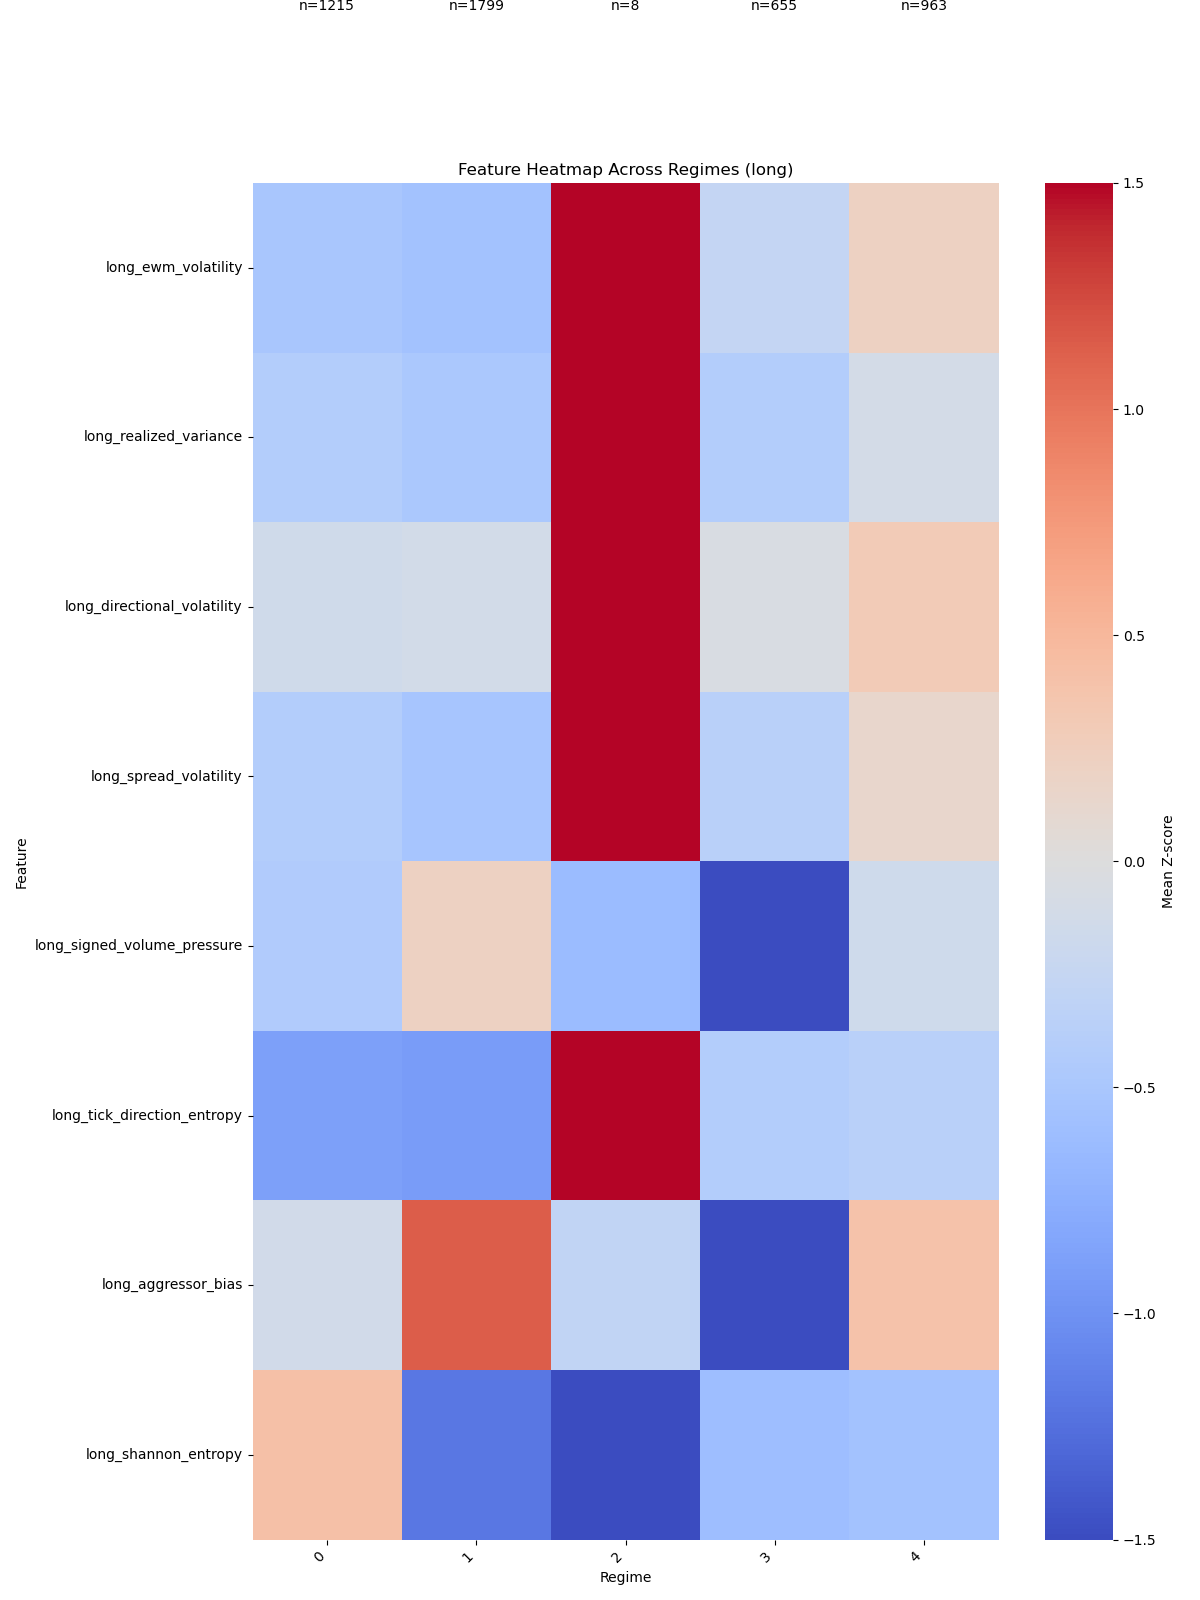 n=1215 n=1799 n=8 n=655 n=963
Feature Heatmap Across Regimes (long)
long_ewm_volatility
long_realized_variance
long_directional_volatility
long_spread_volatility
long_signed_volume_pressure
long_tick_direction_entropy
long_aggressor_bias
long_shannon_entropy
Feature
0 1 2 3 4
Regime
1.5
1.0
0.5
0.0
−0.5
−1.0
−1.5
Mean Z-score